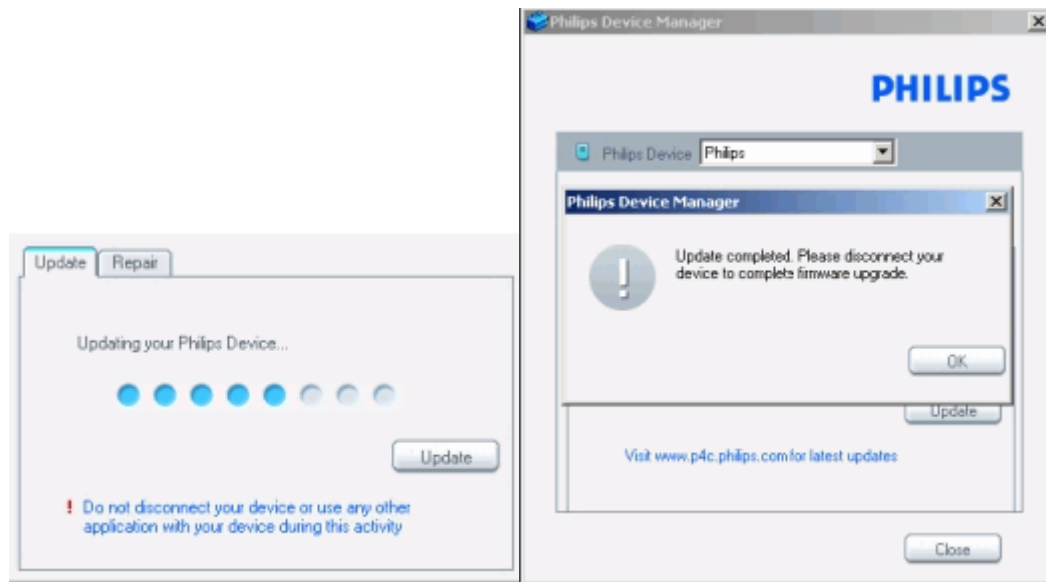 Update Repair
Updating your Philips Device...
Update
! Do not disconnect your device or use any other
application with your device during this activity
Philips Device Manager
PHILIPS
Philips Device Philips
Philips Device Manager
Update completed. Please disconnect your
device to complete firmware upgrade.
OK
Update
Visit www.p4c.philips.com for latest updates
Close